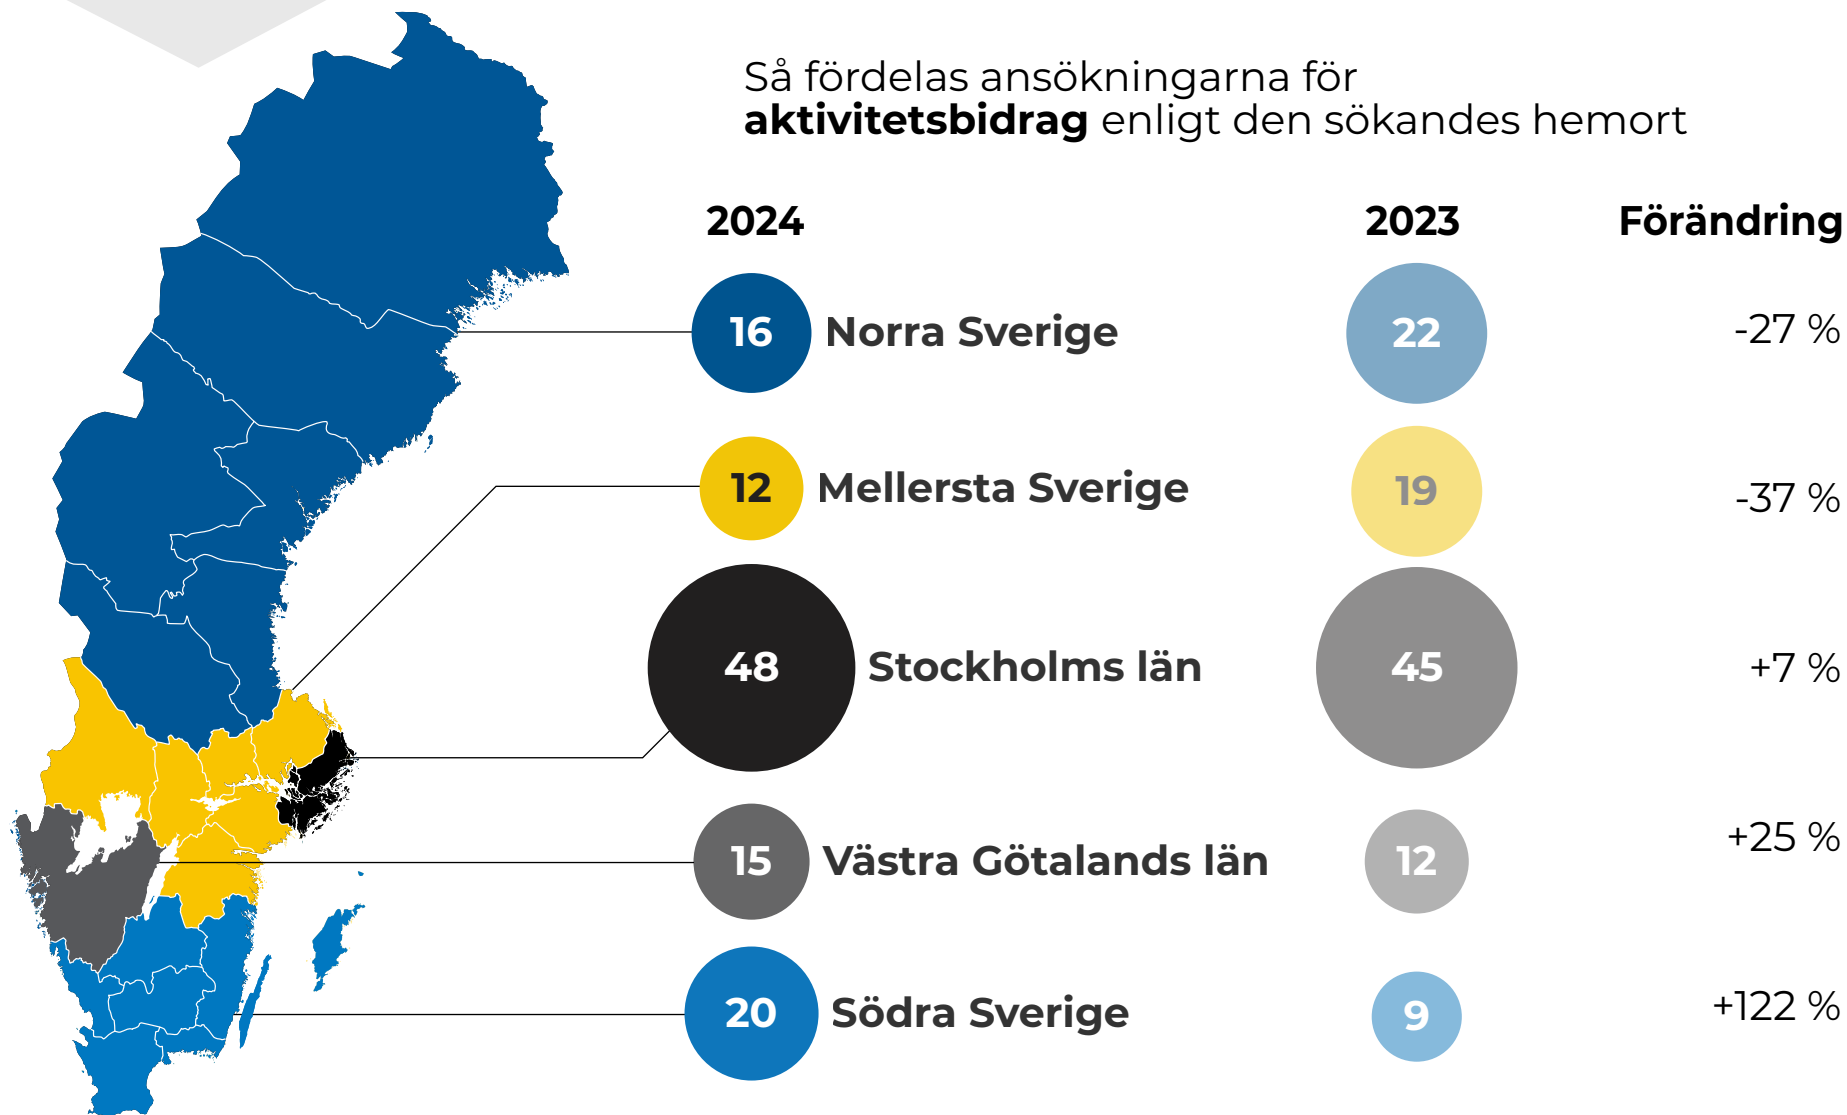 Så fördelas ansökningarna för
aktivitetsbidrag enligt den sökandes hemort
2024 2023 Förändring
16 Norra Sverige 22 -27 %
12 Mellersta Sverige 19 -37 %
48 Stockholms län 45 +7 %
15 Västra Götalands län 12 +25 %
20 Södra Sverige 9 +122 %